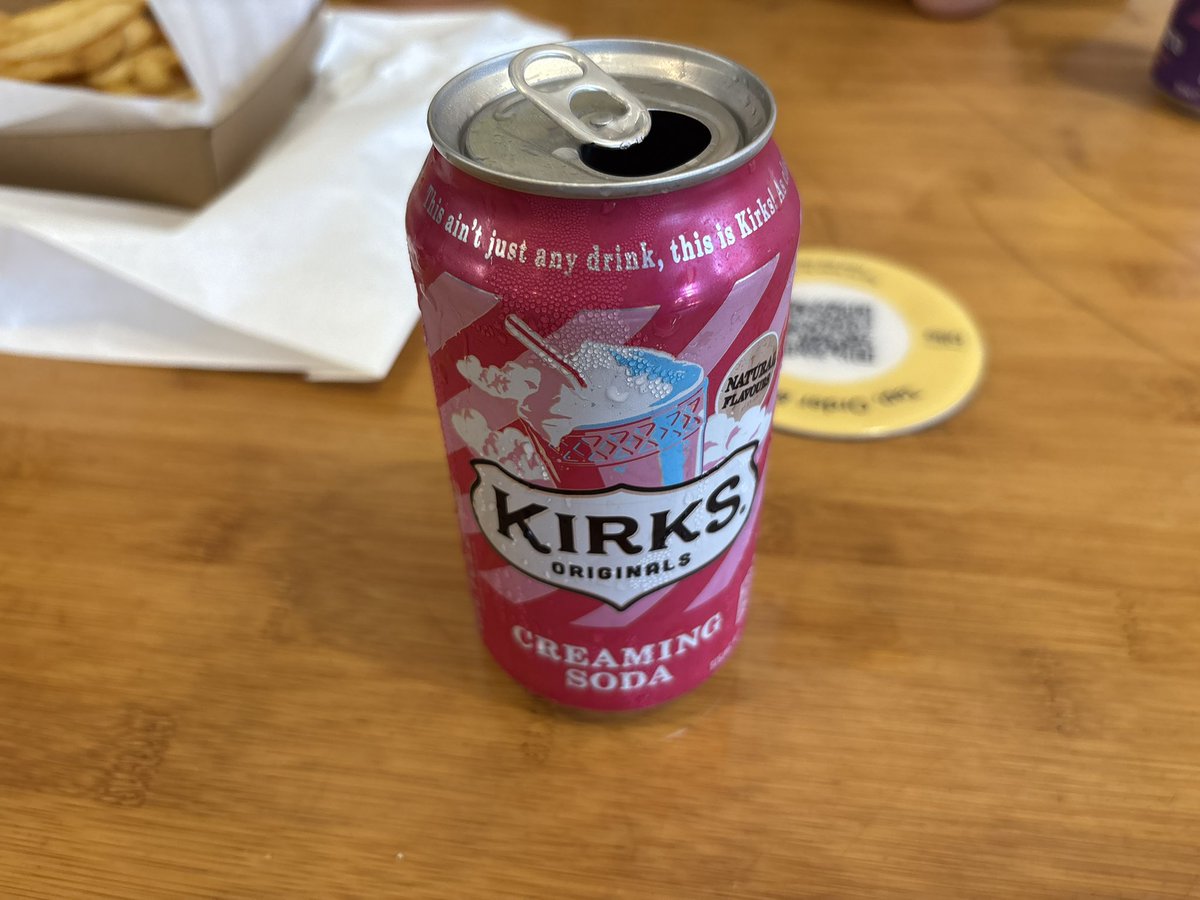 This ain't just any drink, this is Kirks!
NATURAL
FLAVOURS
KIRKS.
ORIGINALS
CREAMING
SODA